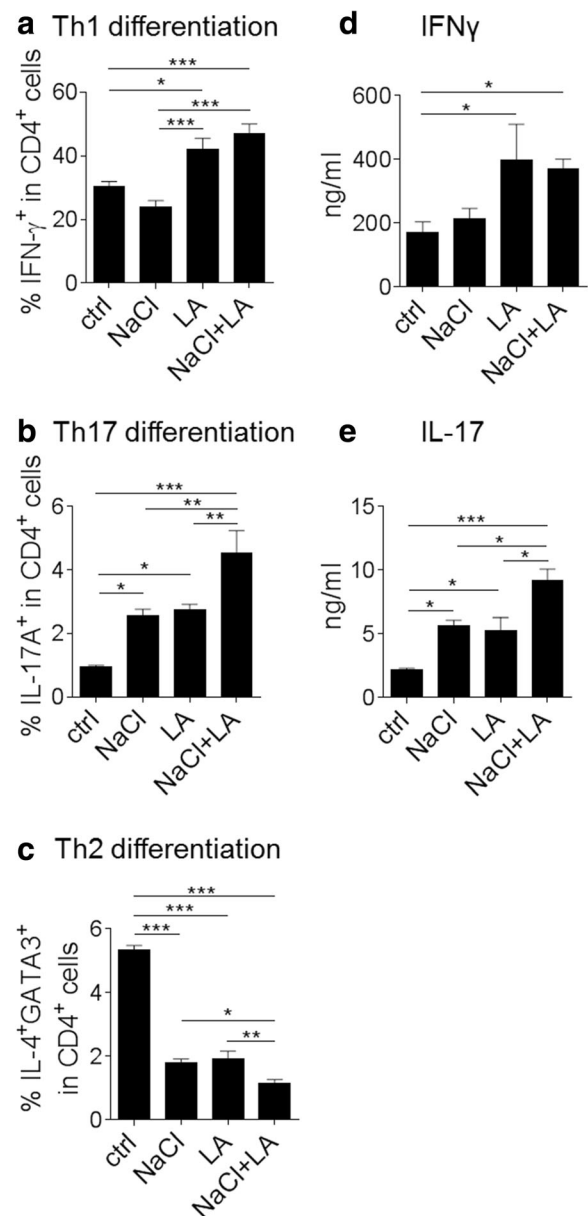 a Th1 differentiation
% IFN-γ+ in CD4+ cells
60
40
20
0
***
*
***
***
ctrl
NaCl
LA
NaCl+LA
d IFNγ
ng/ml
600
400
200
0
*
*
ctrl
NaCl
LA
NaCl+LA
b Th17 differentiation
% IL-17A+ in CD4+ cells
6
4
2
0
***
**
**
*
*
ctrl
NaCl
LA
NaCl+LA
e IL-17
ng/ml
15
10
5
0
***
*
*
*
*
ctrl
NaCl
LA
NaCl+LA
c Th2 differentiation
% IL-4+GATA3+
in CD4+ cells
6
4
2
0
***
***
***
*
**
ctrl
NaCl
LA
NaCl+LA